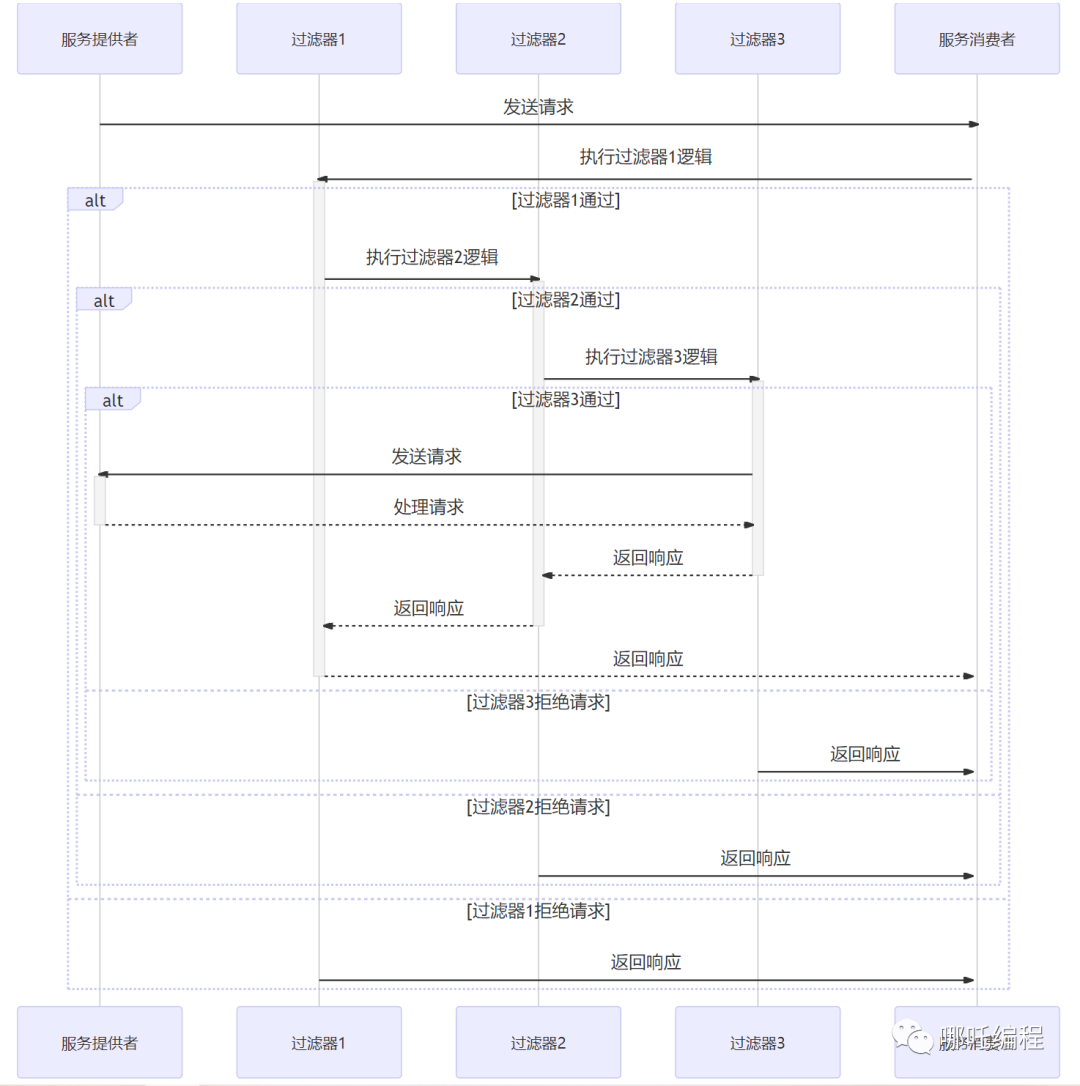 服务提供者
过滤器1
过滤器2
过滤器3
服务消费者
发送请求
执行过滤器1逻辑
alt
[过滤器1通过]
执行过滤器2逻辑
alt
[过滤器2通过]
执行过滤器3逻辑
alt
[过滤器3通过]
发送请求
处理请求
返回响应
返回响应
返回响应
[过滤器3拒绝请求]
返回响应
[过滤器2拒绝请求]
返回响应
[过滤器1拒绝请求]
返回响应
服务提供者
过滤器1
过滤器2
过滤器3
哪吒编程